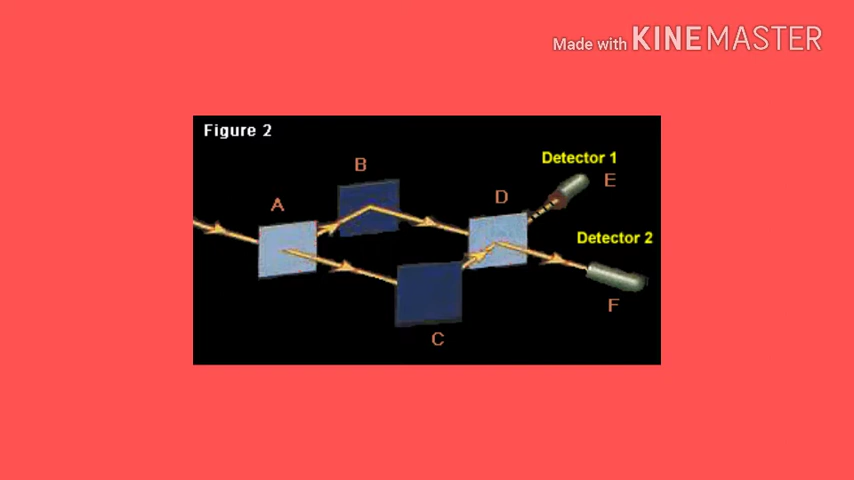 Made with KINEMASTER
Figure 2
B
Detector 1
E
A
D
Detector 2
F
C